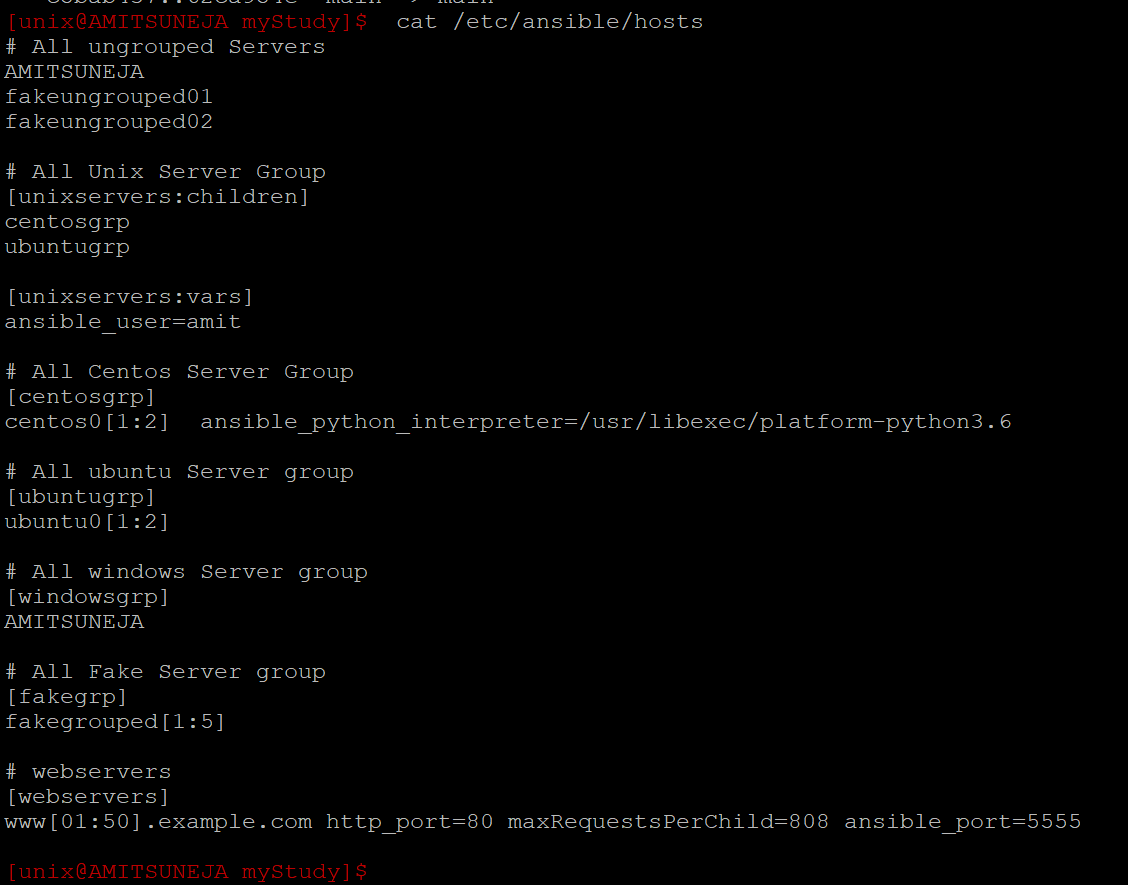 [unix@AMITSUNEJA myStudy]$  cat /etc/ansible/hosts
# All ungrouped Servers
AMITSUNEJA
fakeungrouped01
fakeungrouped02

# All Unix Server Group
[unixservers:children]
centosgrp
ubuntugrp

[unixservers:vars]
ansible_user=amit

# All Centos Server Group
[centosgrp]
centos0[1:2]  ansible_python_interpreter=/usr/libexec/platform-python3.6

# All ubuntu Server group
[ubuntugrp]
ubuntu0[1:2]

# All windows Server group
[windowsgrp]
AMITSUNEJA

# All Fake Server group
[fakegrp]
fakegrouped[1:5]

# webservers
[webservers]
www[01:50].example.com http_port=80 maxRequestsPerChild=808 ansible_port=5555

[unix@AMITSUNEJA myStudy]$